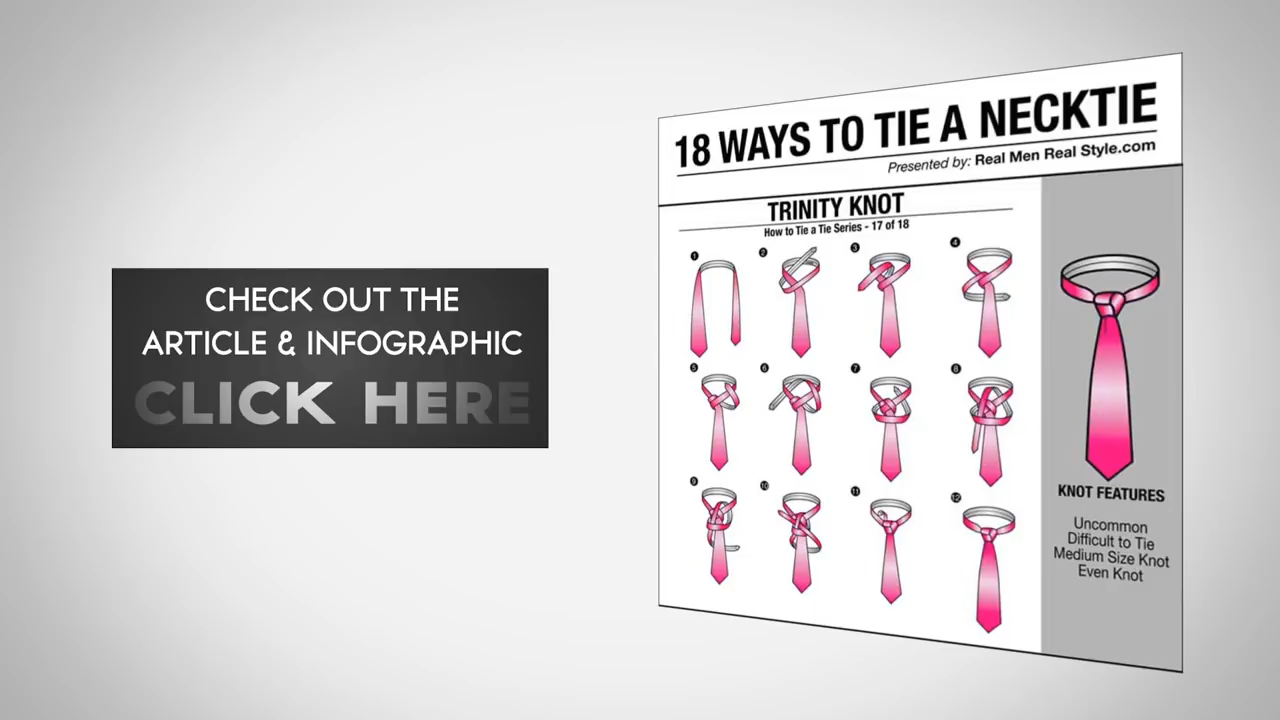 CHECK OUT THE
ARTICLE & INFOGRAPHIC
CLICK HERE
18 WAYS TO TIE A NECKTIE
Presented by: Real Men Real Style.com
TRINITY KNOT
How to Tie a Tie Series - 17 of 18
1 2 3 4
5 6 7 8
9 10 11 12
KNOT FEATURES
Uncommon
Difficult to Tie
Medium Size Knot
Even Knot